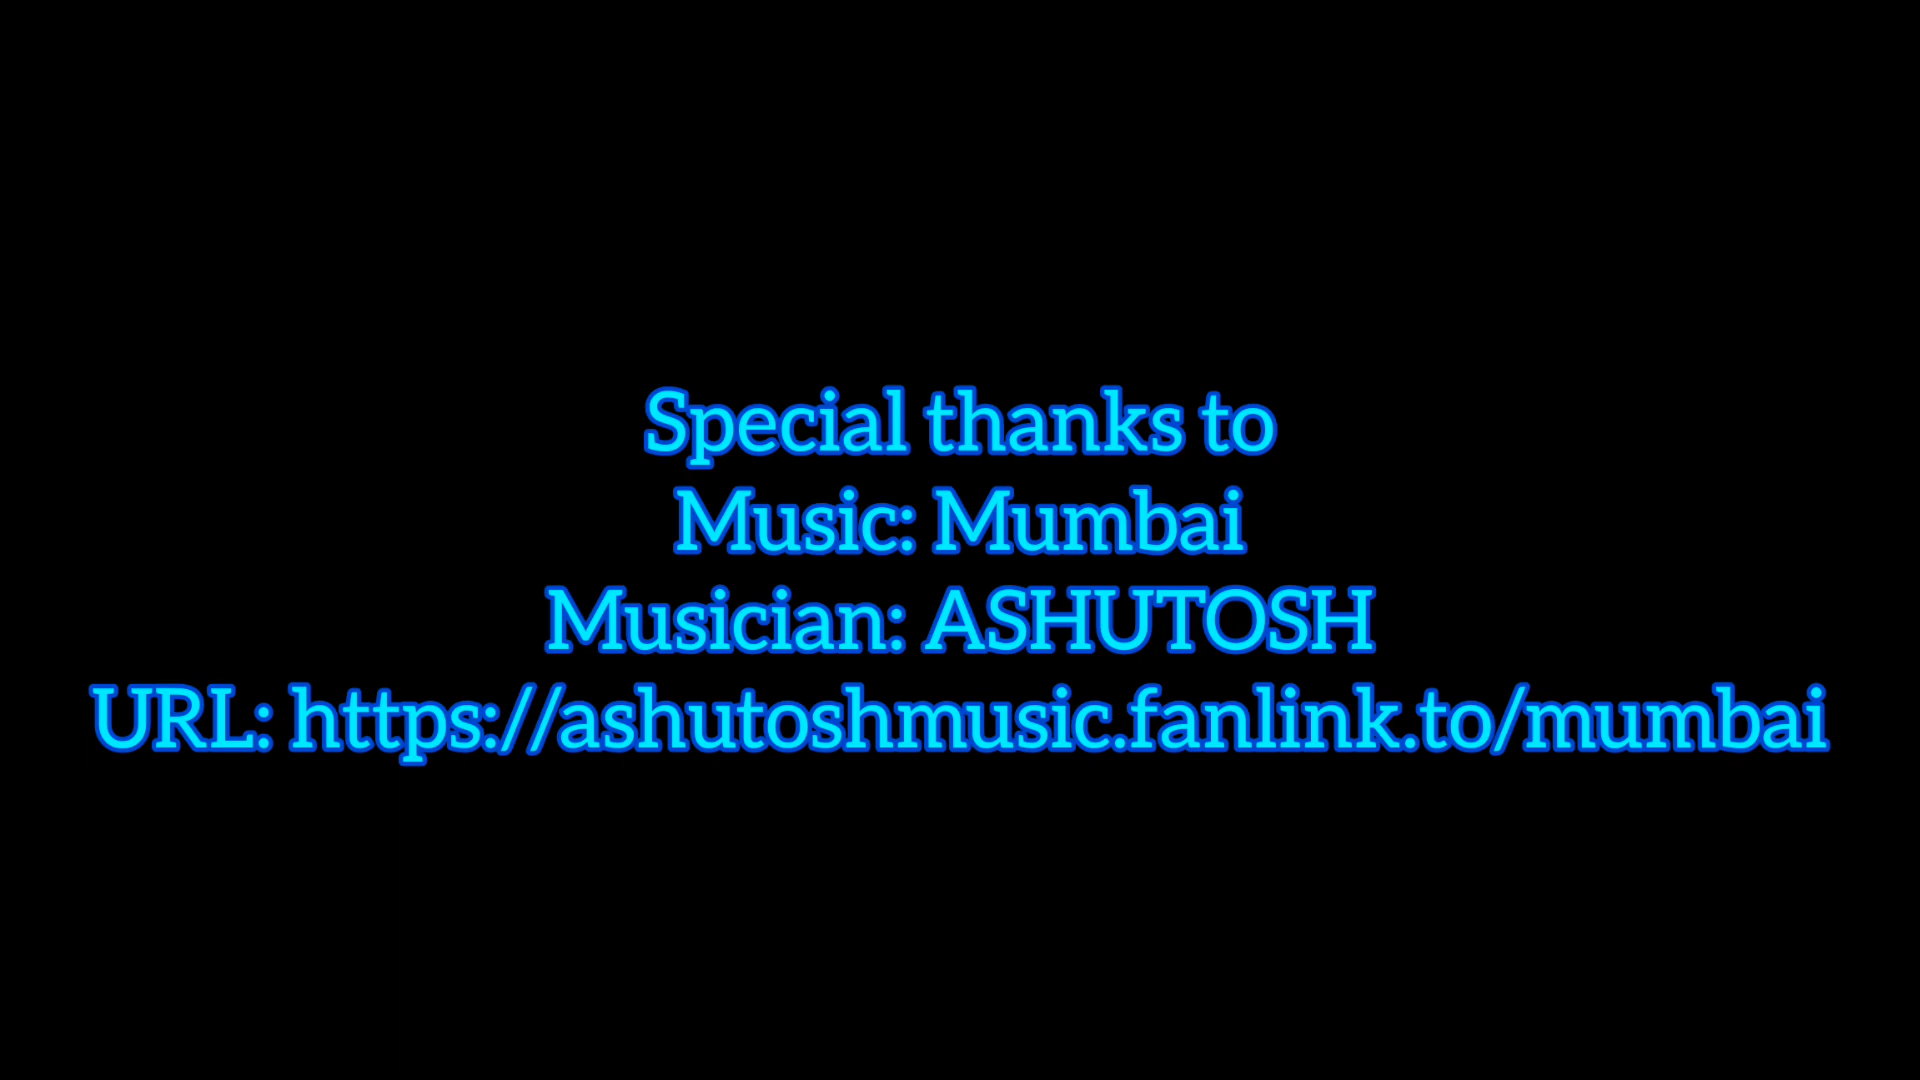 Special thanks to
Music: Mumbai
Musician: ASHUTOSH
URL: https://ashutoshmusic.fanlink.to/mumbai